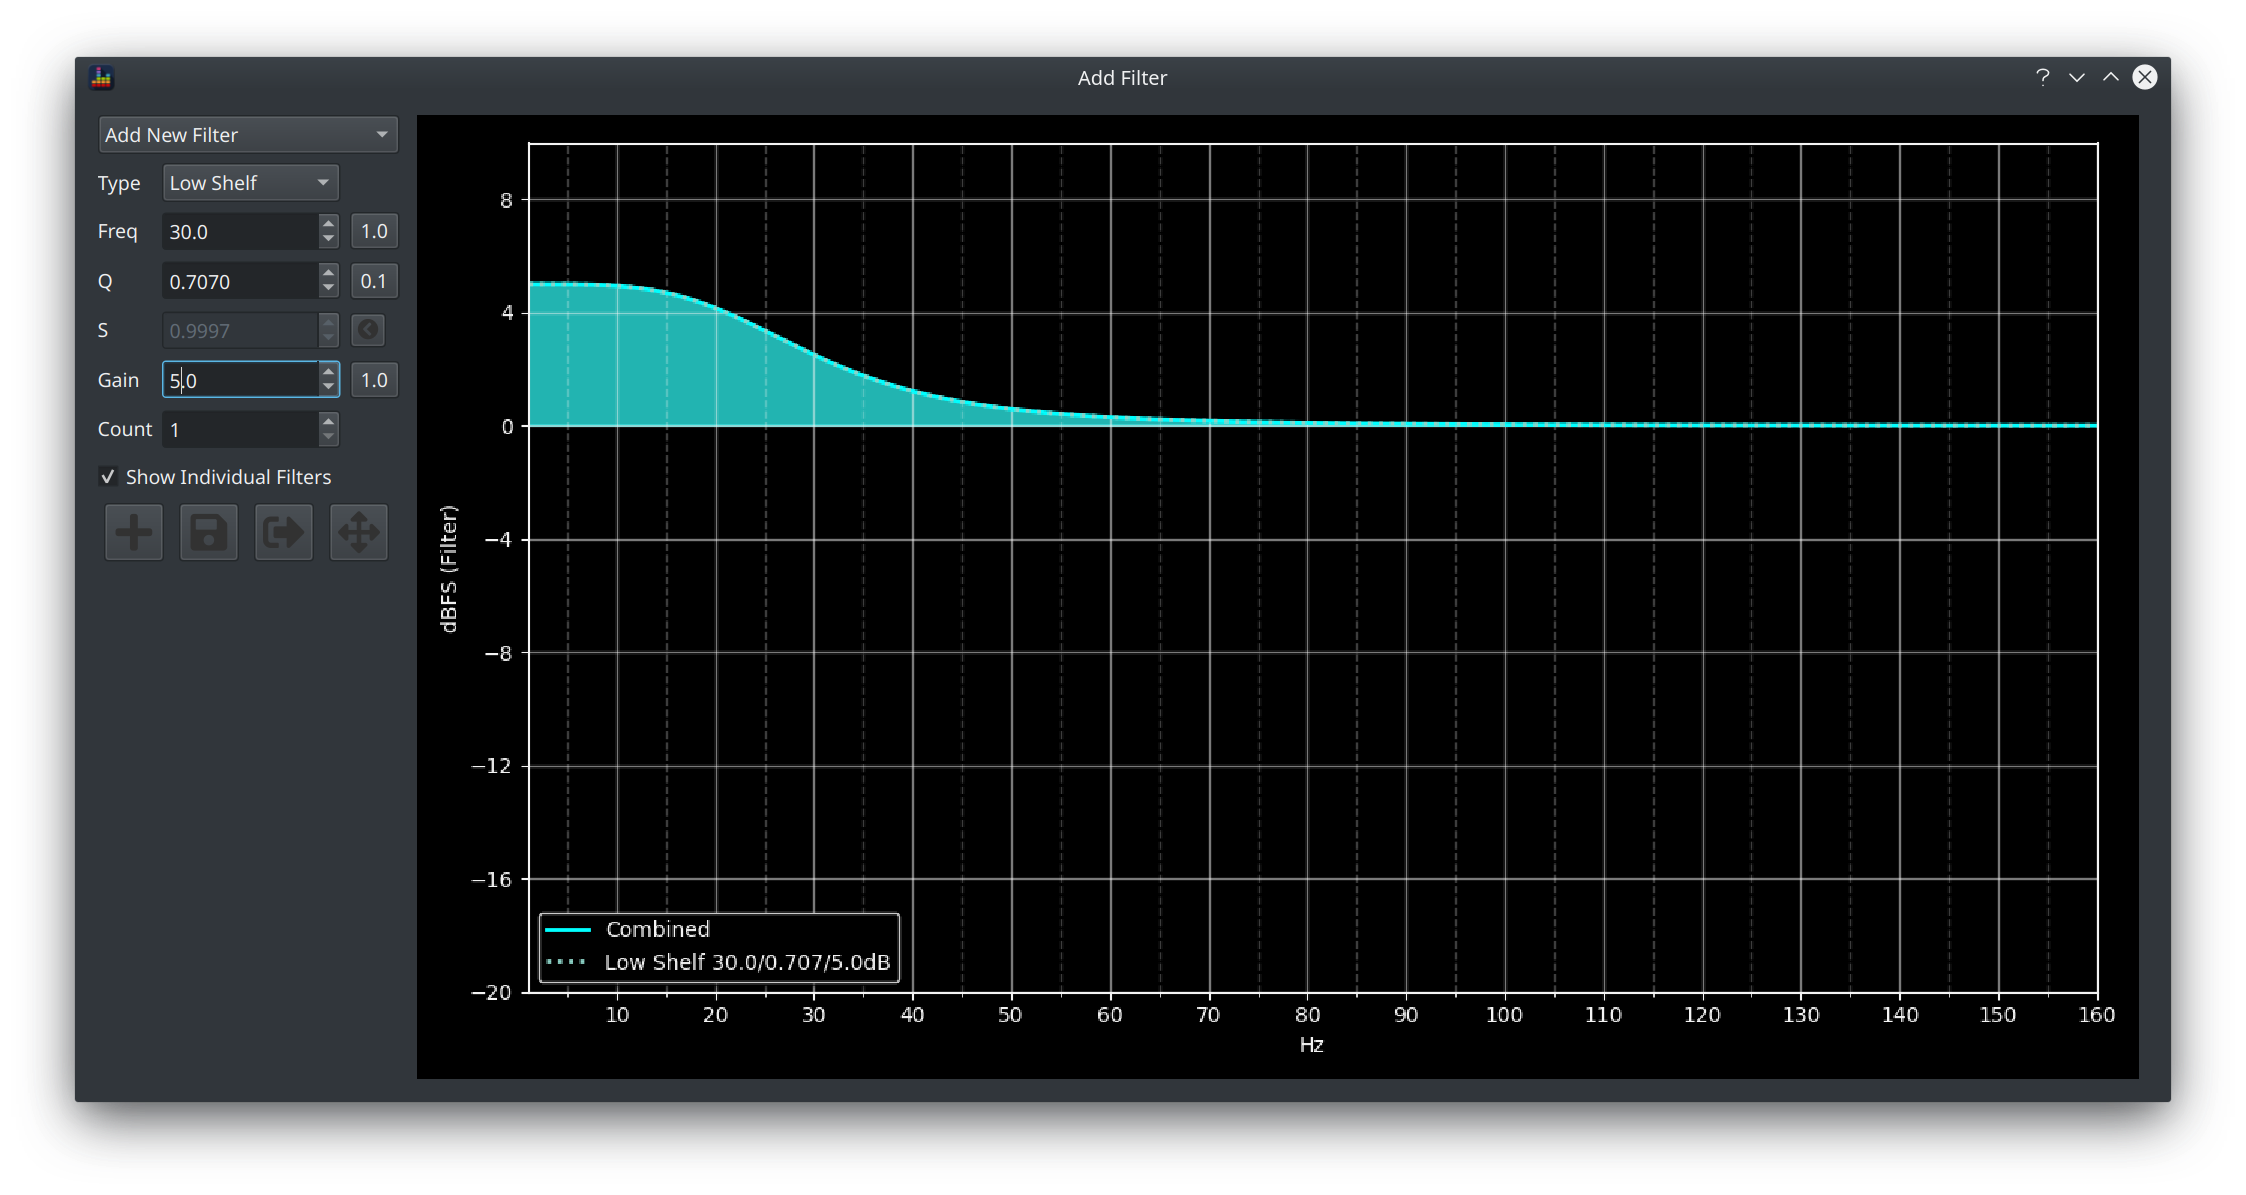 Add Filter
?
Add New Filter
Type Low Shelf
Freq 30.0 1.0
Q 0.7070 0.1
S 0.9997
Gain 5.0 1.0
Count 1
Show Individual Filters
8
4
0
−4
−8
−12
−16
−20
dBFS (Filter)
Combined
Low Shelf 30.0/0.707/5.0dB
10 20 30 40 50 60 70 80 90 100 110 120 130 140 150 160
Hz